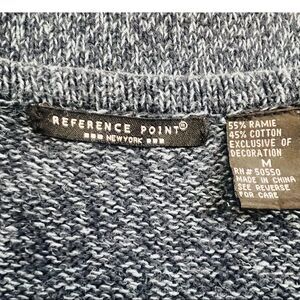 REFERENCE POINT®
NEW YORK
55% RAMIE
45% COTTON
EXCLUSIVE OF
DECORATION
M
RN# 50550
MADE IN CHINA
SEE REVERSE
FOR CARE